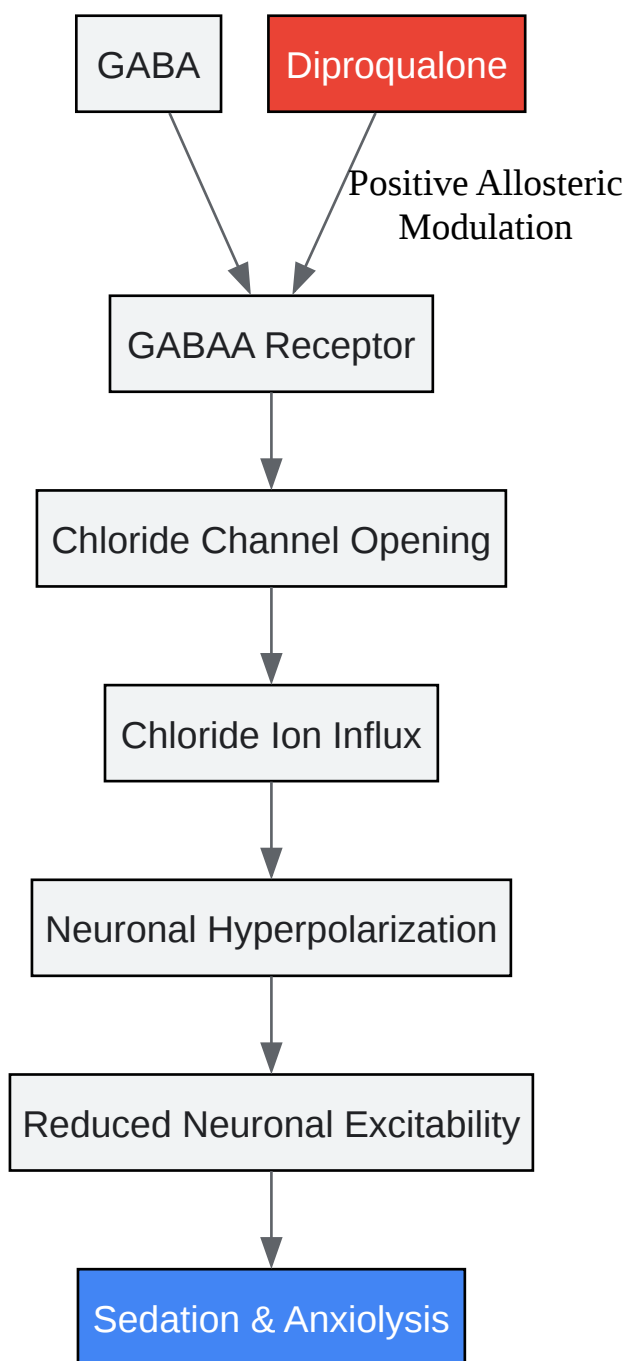 GABA
Diproqualone
Positive Allosteric
Modulation
GABAA Receptor
Chloride Channel Opening
Chloride Ion Influx
Neuronal Hyperpolarization
Reduced Neuronal Excitability
Sedation & Anxiolysis